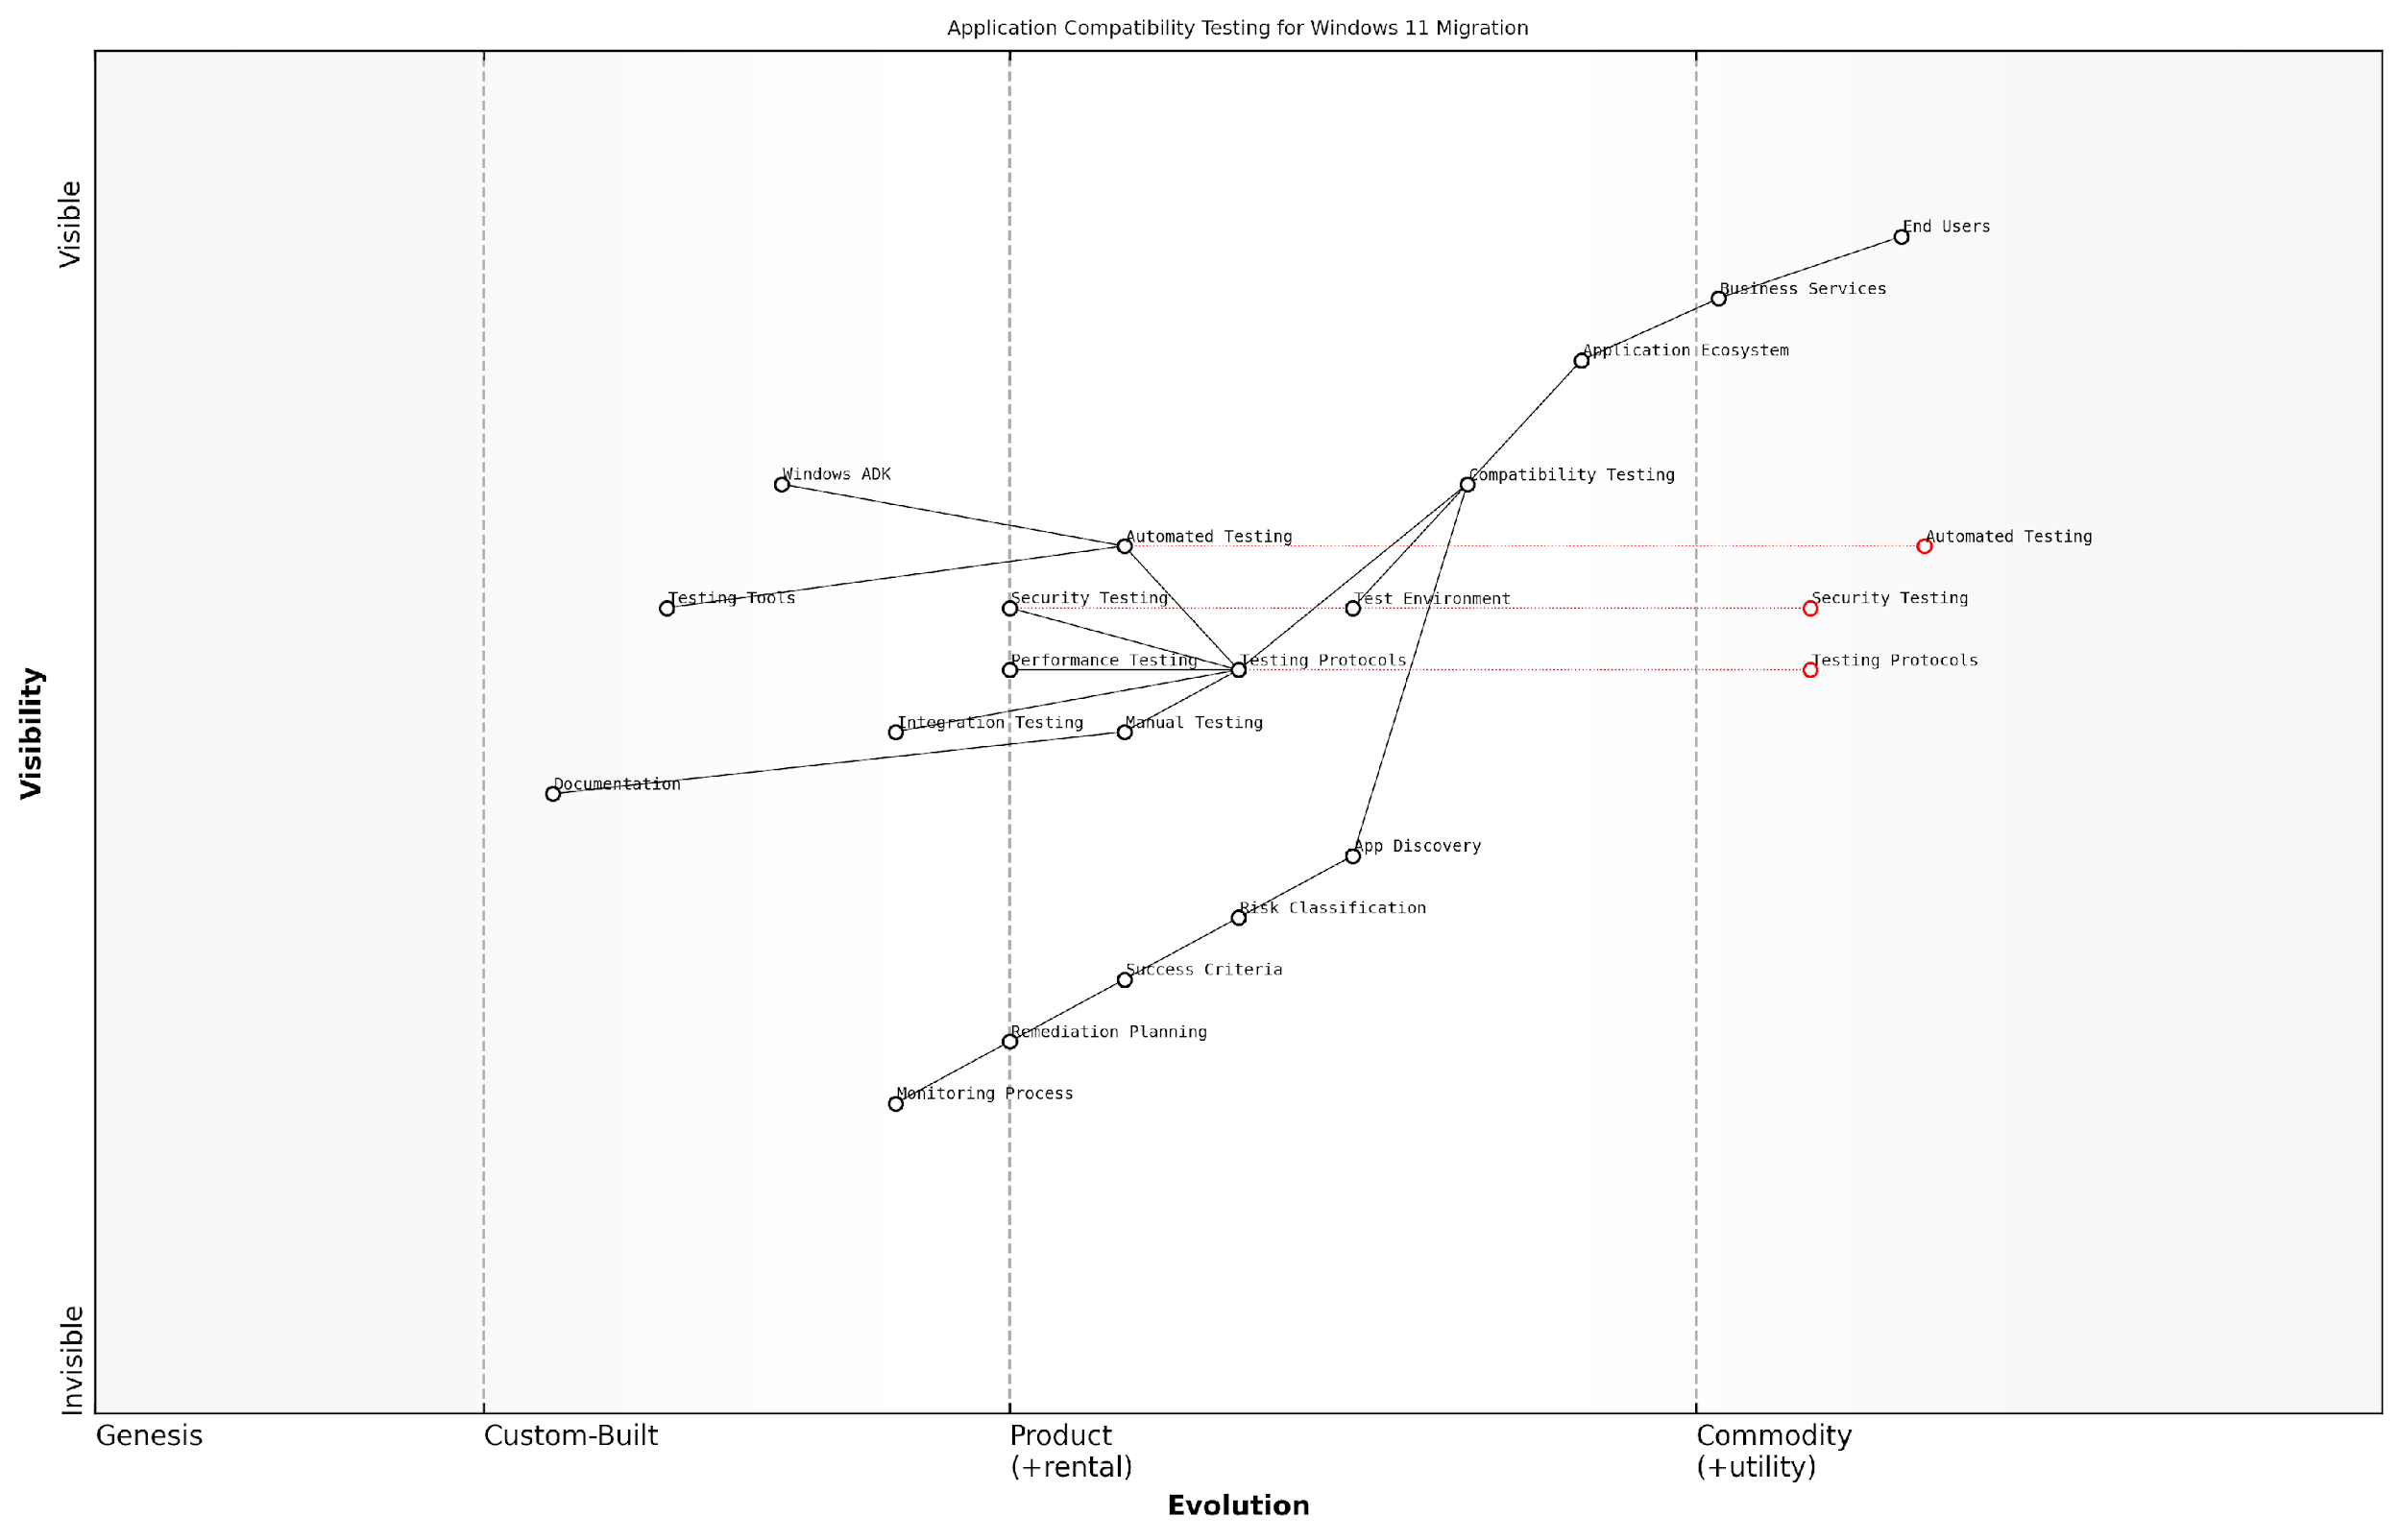 Application Compatibility Testing for Windows 11 Migration
Visible
End Users
Business Services
Application Ecosystem
Windows ADK
Compatibility Testing
Automated Testing
Automated Testing
Testing Tools
Security Testing
Test Environment
Security Testing
Performance Testing
Testing Protocols
Testing Protocols
Integration Testing
Manual Testing
Visibility
Documentation
App Discovery
Risk Classification
Success Criteria
Remediation Planning
Monitoring Process
Invisible
Genesis
Custom-Built
Product
(+rental)
Commodity
(+utility)
Evolution